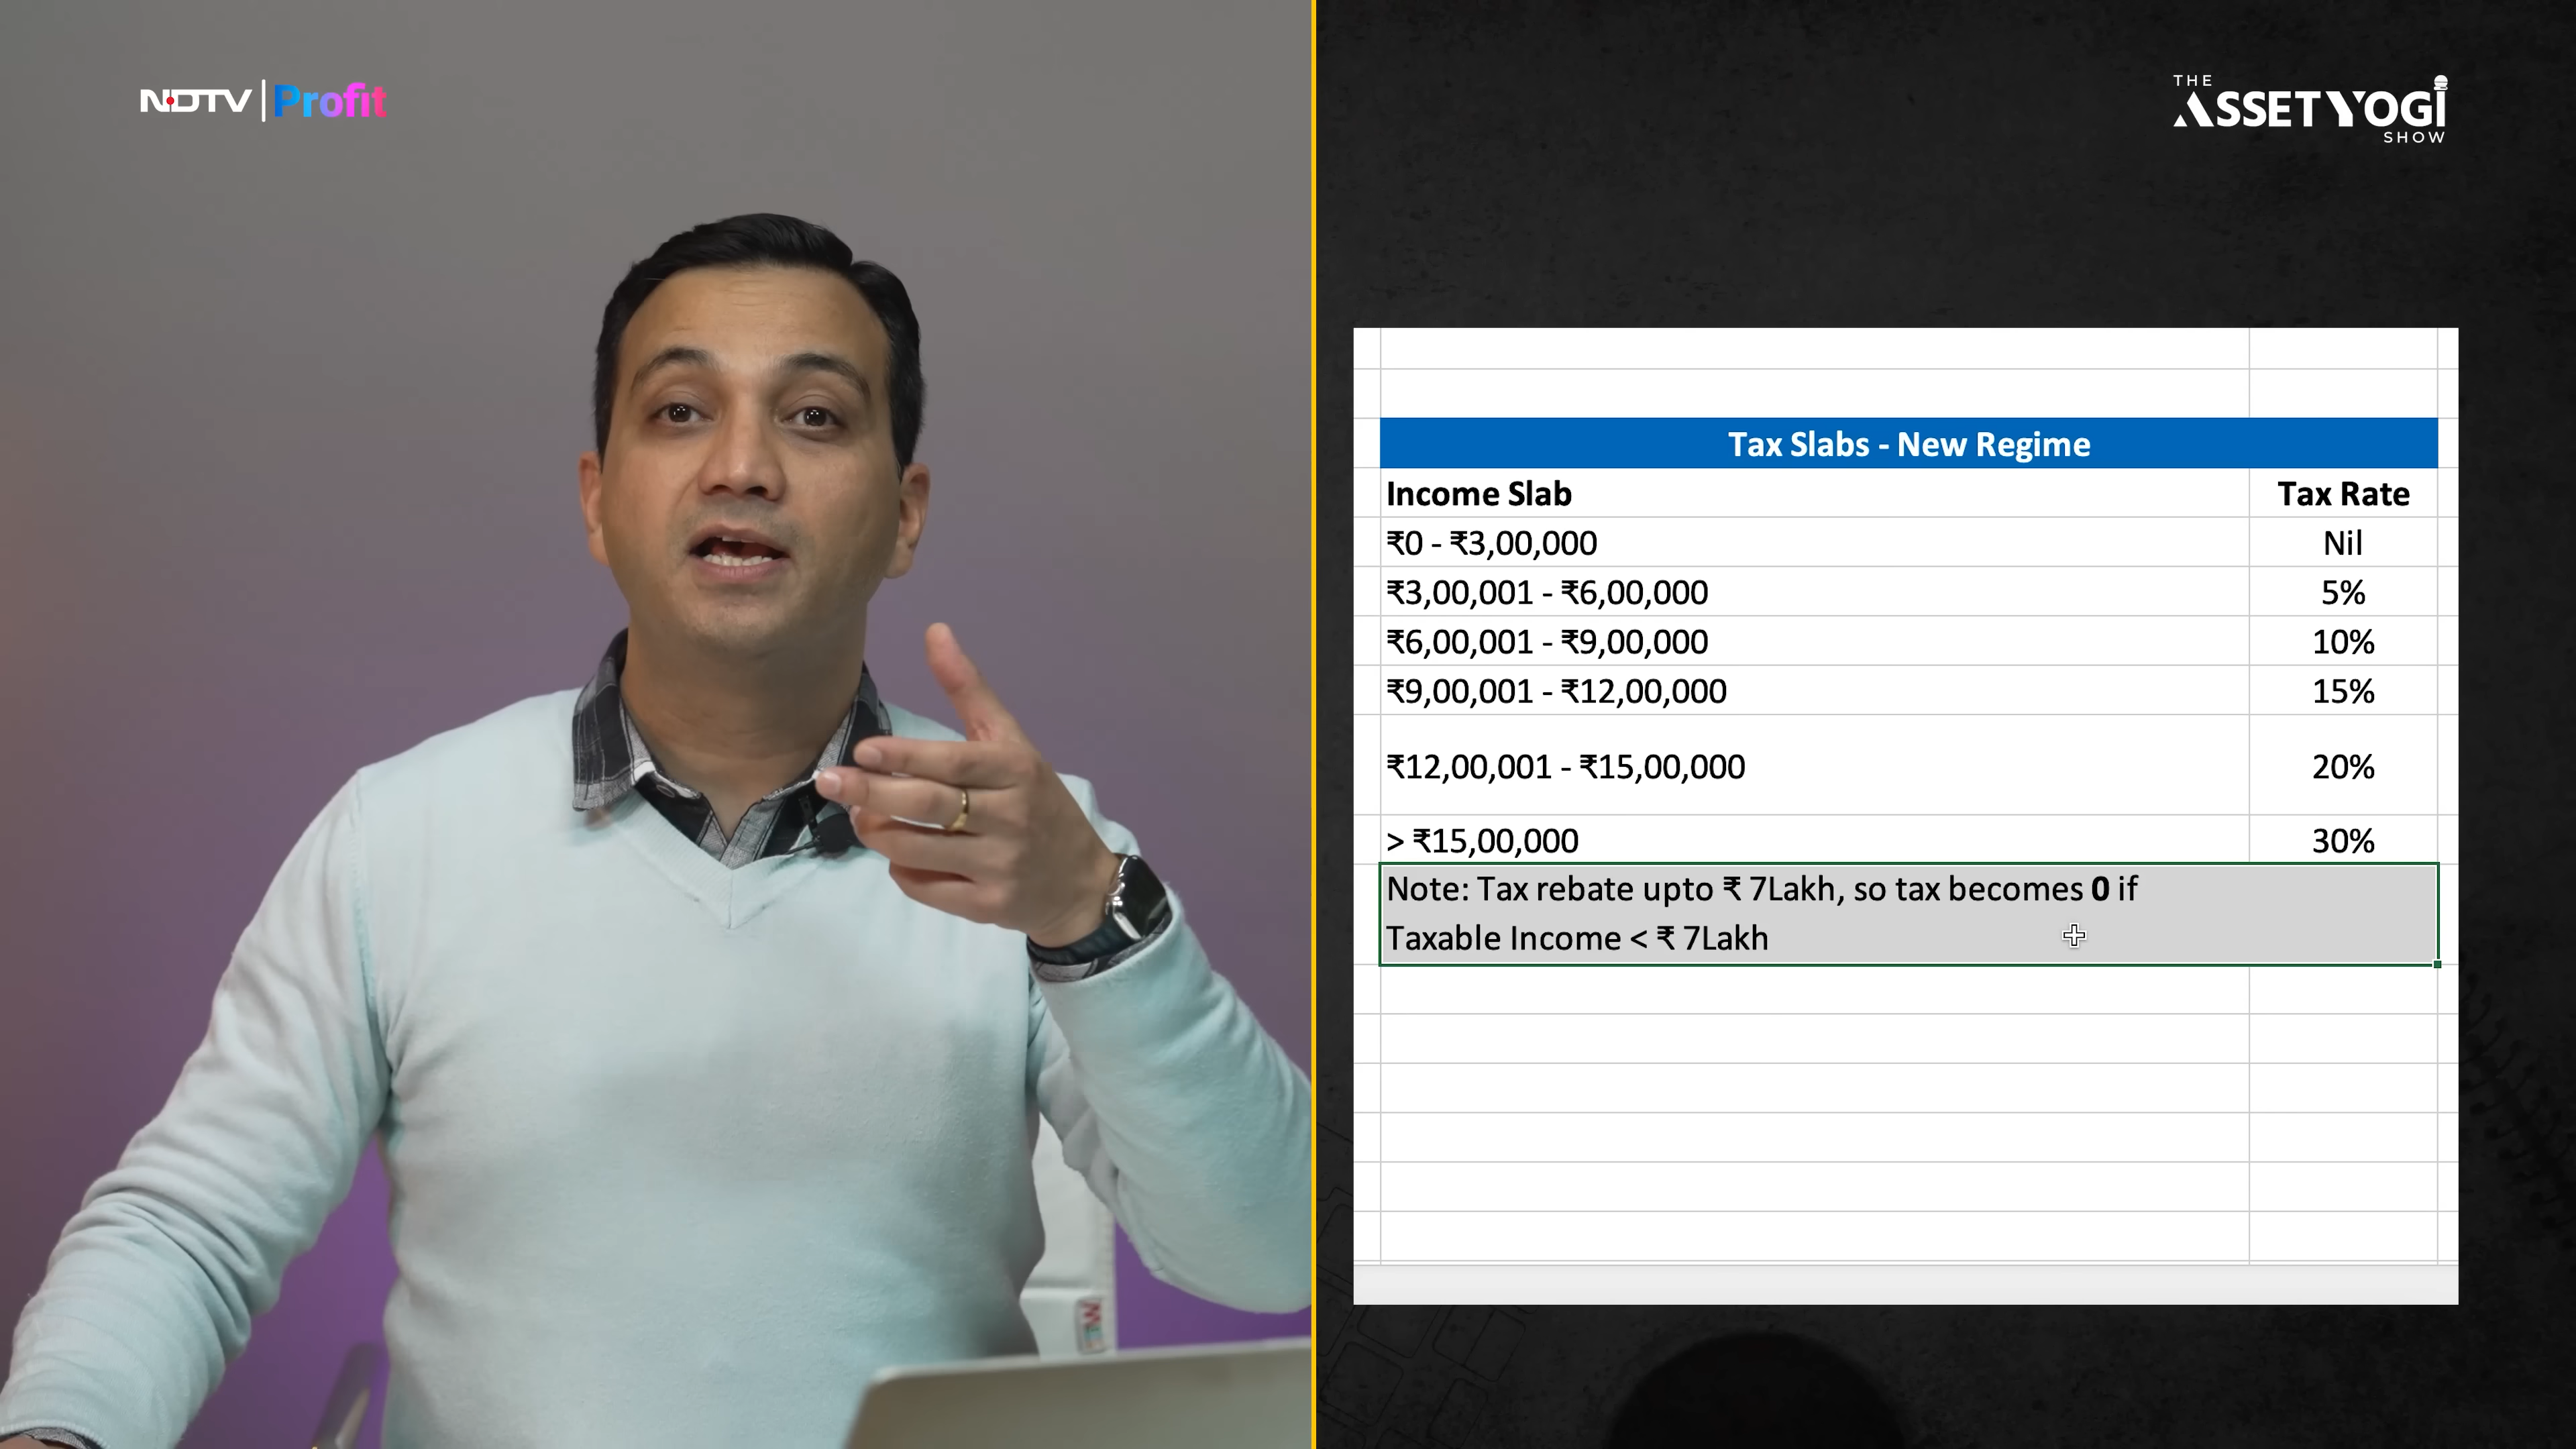 NDTV | Profit
THE
ASSET YOGI
SHOW
Tax Slabs - New Regime
Income Slab Tax Rate
₹0 - ₹3,00,000 Nil
₹3,00,001 - ₹6,00,000 5%
₹6,00,001 - ₹9,00,000 10%
₹9,00,001 - ₹12,00,000 15%
₹12,00,001 - ₹15,00,000 20%
> ₹15,00,000 30%
Note: Tax rebate upto ₹ 7Lakh, so tax becomes 0 if
Taxable Income < ₹ 7Lakh